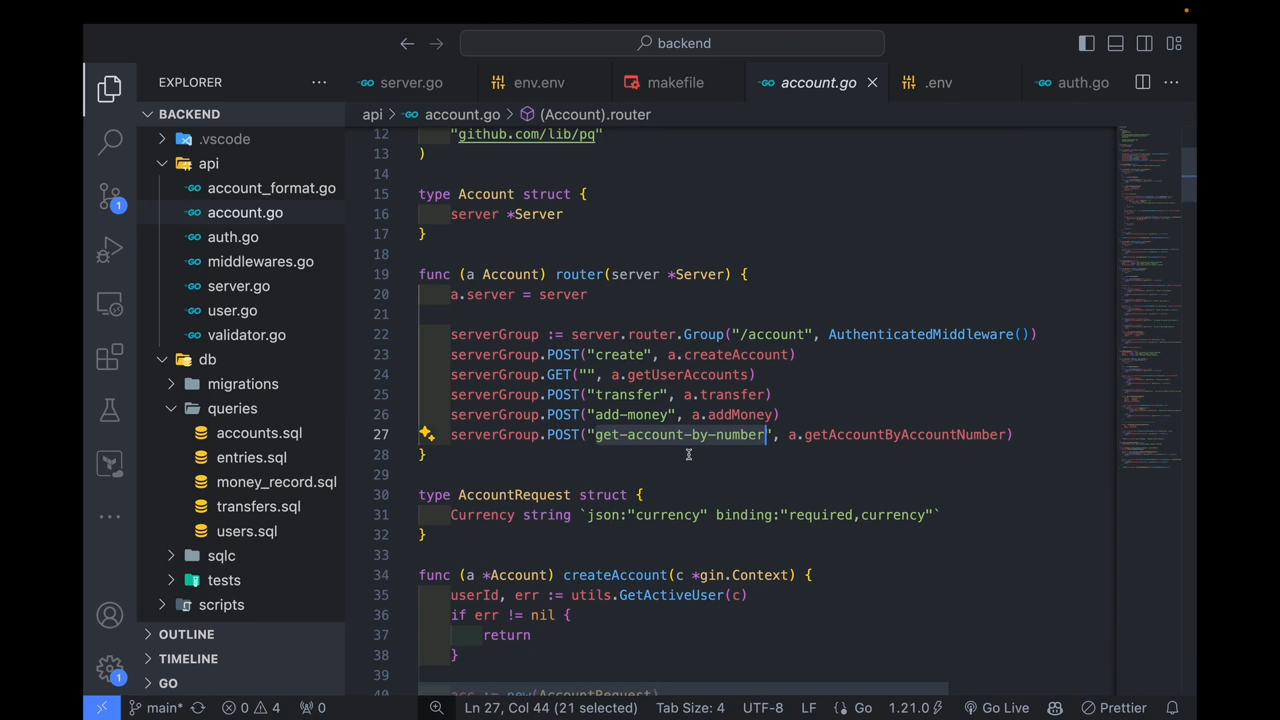 backend
EXPLORER
server.go
env.env
makefile
account.go
.env
auth.go
BACKEND
api
account.go
(Account).router
.vscode
api
account_format.go
account.go
auth.go
middlewares.go
server.go
user.go
validator.go
db
migrations
queries
accounts.sql
entries.sql
money_record.sql
transfers.sql
users.sql
sqlc
tests
scripts
OUTLINE
TIMELINE
GO
1
1
12 "github.com/lib/pq"
13 )
14
15 type Account struct {
16 server *Server
17 }
18
19 func (a Account) router(server *Server) {
20 a.server = server
21
22 serverGroup := server.router.Group("/account", AuthenticatedMiddleware())
23 serverGroup.POST("create", a.createAccount)
24 serverGroup.GET("", a.getUserAccounts)
25 serverGroup.POST("transfer", a.transfer)
26 serverGroup.POST("add-money", a.addMoney)
27 serverGroup.POST("get-account-by-number", a.getAccountByAccountNumber)
28 }
29
30 type AccountRequest struct {
31 Currency string `json:"currency" binding:"required,currency"`
32 }
33
34 func (a *Account) createAccount(c *gin.Context) {
35 userId, err := utils.GetActiveUser(c)
36 if err != nil {
37 return
38 }
39
40 acc := new(AccountRequest)
main* 0 4 0 Ln 27, Col 44 (21 selected) Tab Size: 4 UTF-8 LF Go 1.21.0 Go Live Prettier